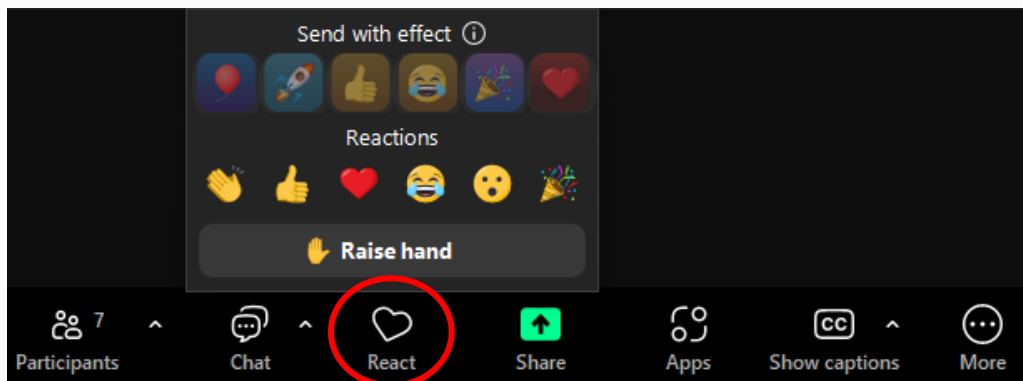 Send with effect
Reactions
Raise hand
7
CC
Participants
Chat
React
Share
Apps
Show captions
More